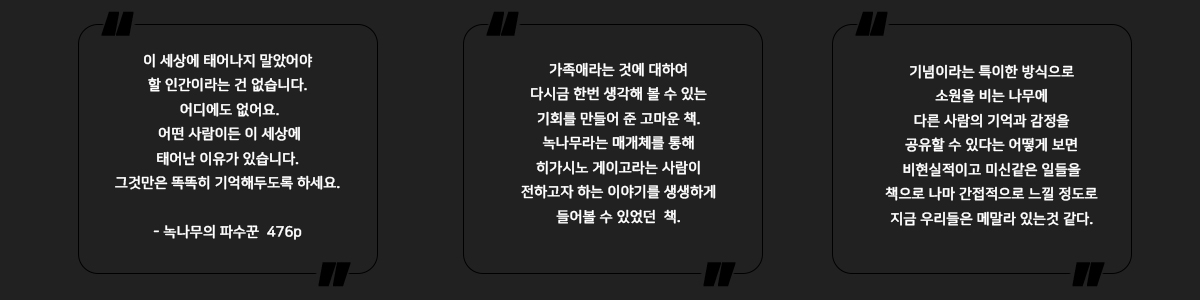 이 세상에 태어나지 말았어야
할 인간이라는 건 없습니다.
어디에도 없어요.
어떤 사람이든 이 세상에
태어난 이유가 있습니다.
그것만은 똑똑히 기억해두도록 하세요.
- 녹나무의 파수꾼 476p
가족애라는 것에 대하여
다시금 한번 생각해 볼 수 있는
기회를 만들어 준 고마운 책.
녹나무라는 매개체를 통해
히가시노 게이고라는 사람이
전하고자 하는 이야기를 생생하게
들어볼 수 있었던 책.
기념이라는 특이한 방식으로
소원을 비는 나무에
다른 사람의 기억과 감정을
공유할 수 있다는 어떻게 보면
비현실적이고 미신같은 일들을
책으로 나마 간접적으로 느낄 정도로
지금 우리들은 메말라 있는것 같다.